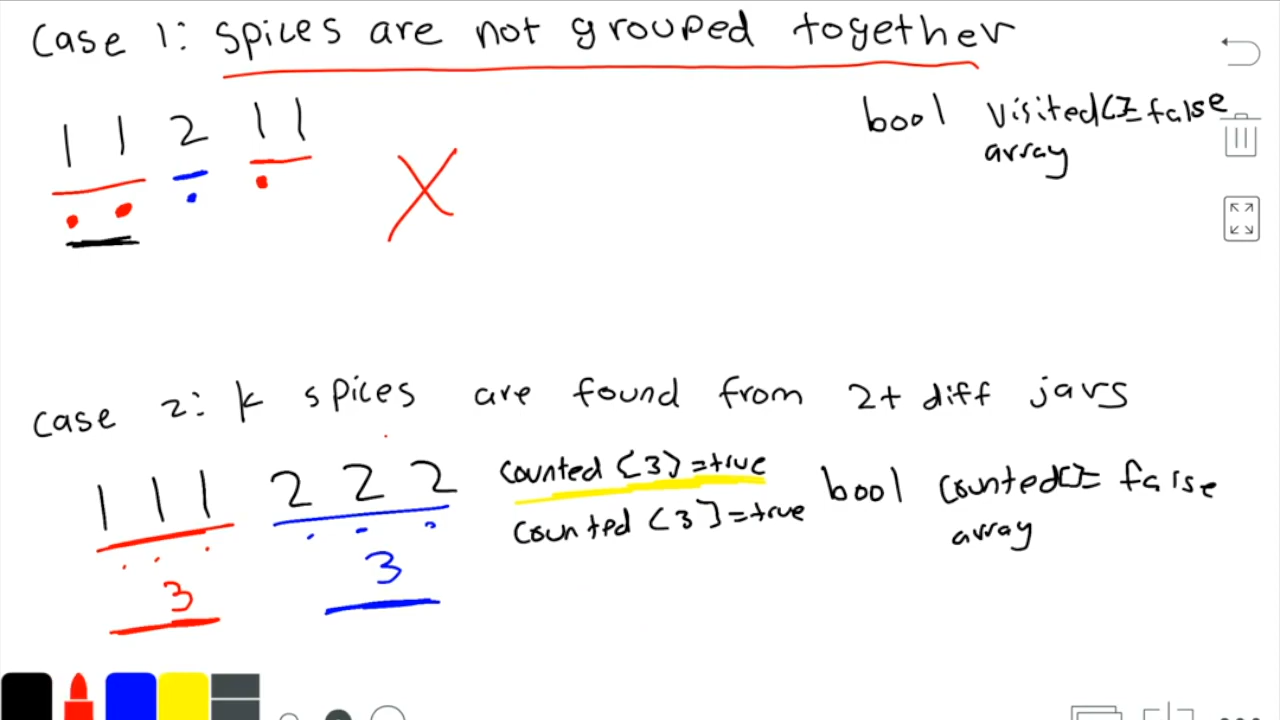 Case 1: spices are not grouped together
1 1 2 1 1
bool visited[]=false
array
case 2: k spices are found from 2+ diff jars
1 1 1 2 2 2
counted [3]=true
counted [3]=true
bool counted[]= false
array
3
3